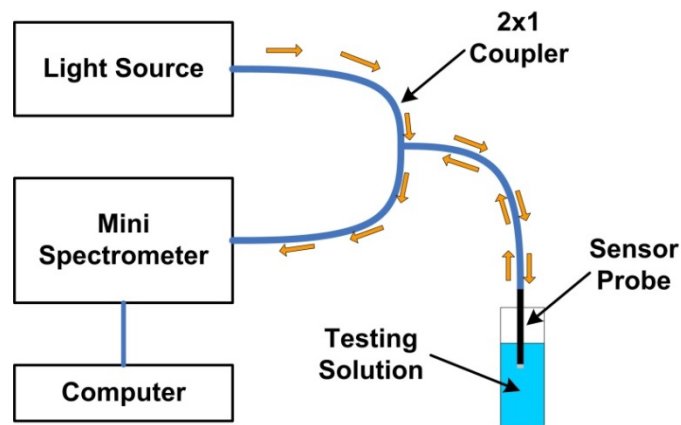 2x1
Coupler
Light Source
Mini
Spectrometer
Sensor
Probe
Testing
Solution
Computer